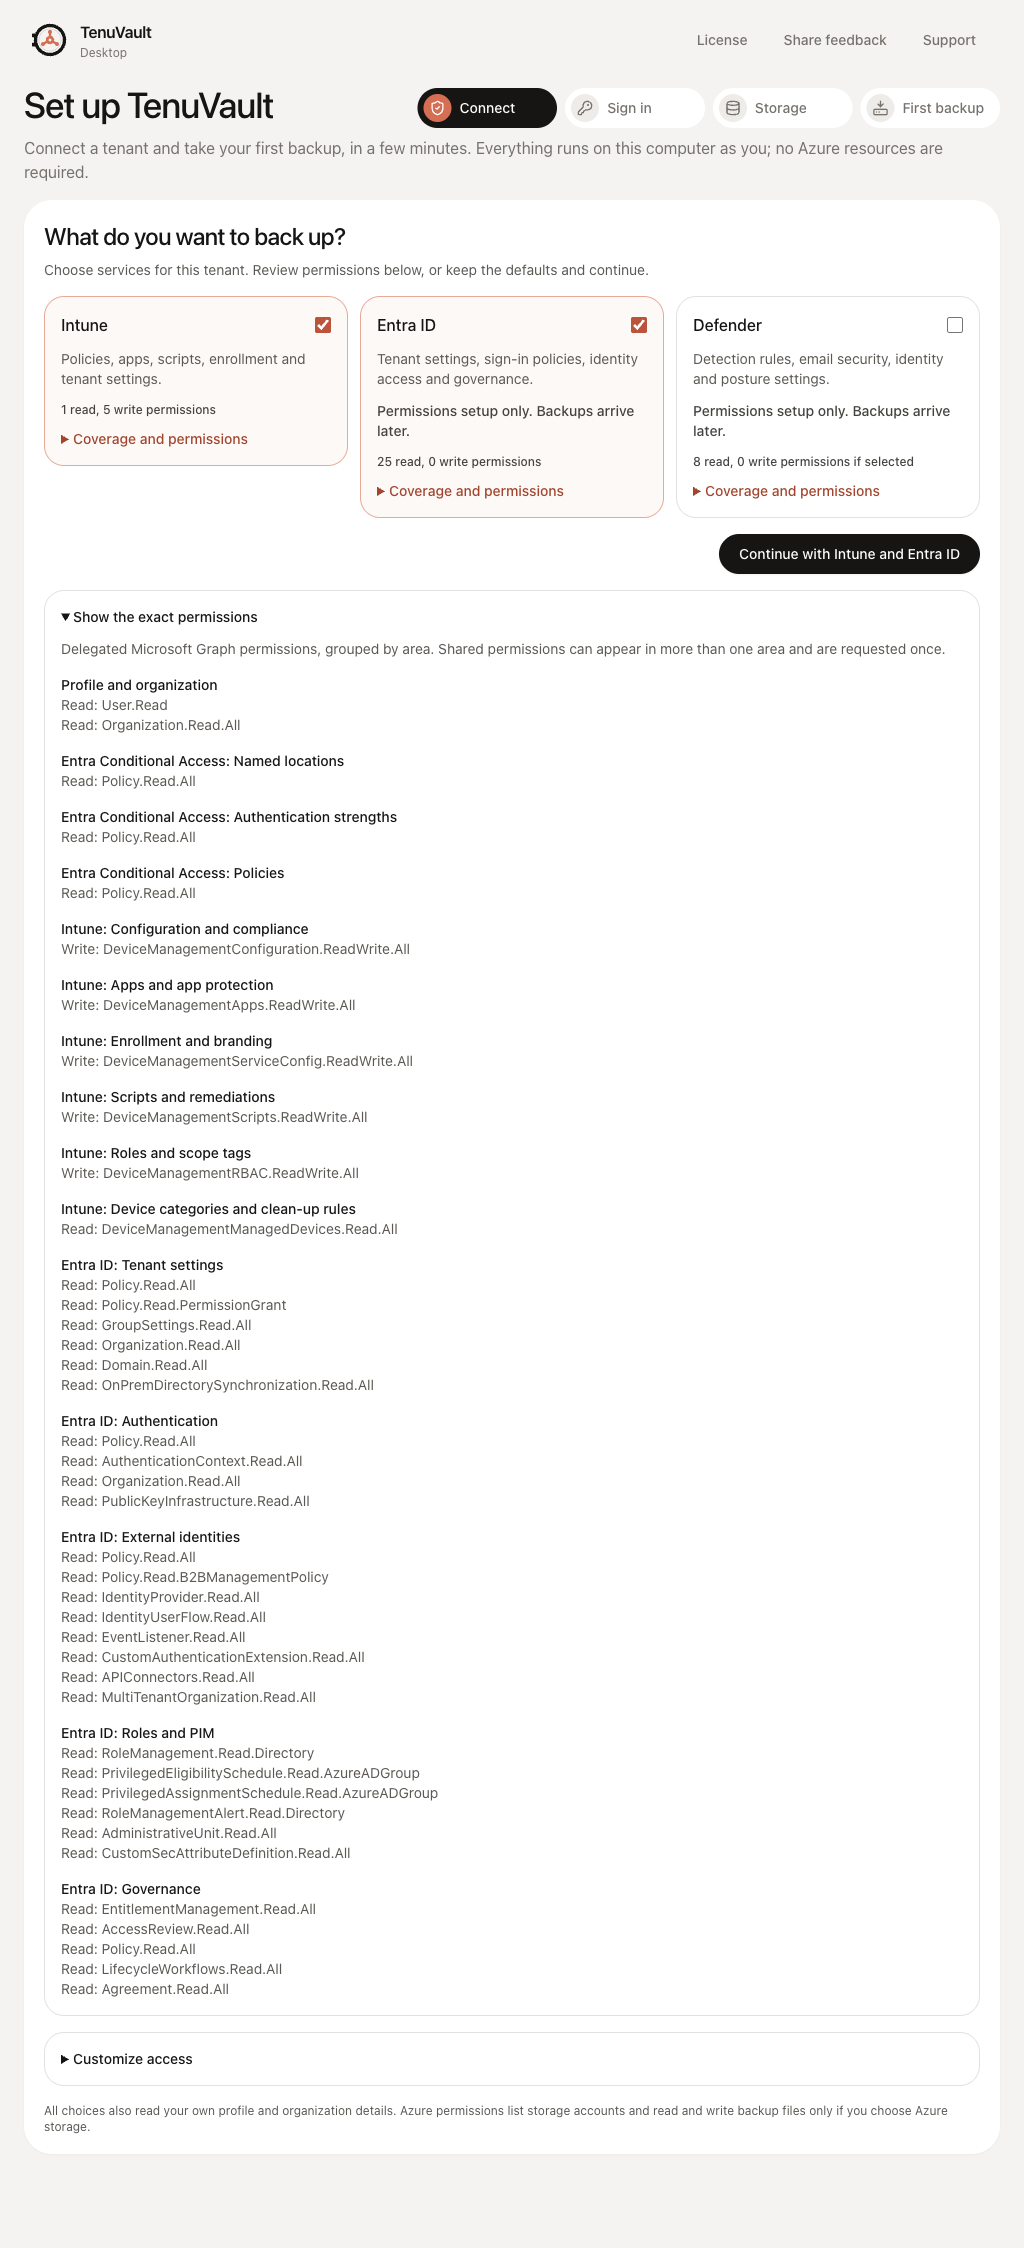 TenuVault
Desktop
License
Share feedback
Support
Set up TenuVault
Connect
Sign in
Storage
First backup
Connect a tenant and take your first backup, in a few minutes. Everything runs on this computer as you; no Azure resources are
required.
What do you want to back up?
Choose services for this tenant. Review permissions below, or keep the defaults and continue.
Intune
Policies, apps, scripts, enrollment and
tenant settings.
1 read, 5 write permissions
Coverage and permissions
Entra ID
Tenant settings, sign-in policies, identity
access and governance.
Permissions setup only. Backups arrive
later.
25 read, 0 write permissions
Coverage and permissions
Defender
Detection rules, email security, identity
and posture settings.
Permissions setup only. Backups arrive
later.
8 read, 0 write permissions if selected
Coverage and permissions
Continue with Intune and Entra ID
Show the exact permissions
Delegated Microsoft Graph permissions, grouped by area. Shared permissions can appear in more than one area and are requested once.
Profile and organization
Read: User.Read
Read: Organization.Read.All
Entra Conditional Access: Named locations
Read: Policy.Read.All
Entra Conditional Access: Authentication strengths
Read: Policy.Read.All
Entra Conditional Access: Policies
Read: Policy.Read.All
Intune: Configuration and compliance
Write: DeviceManagementConfiguration.ReadWrite.All
Intune: Apps and app protection
Write: DeviceManagementApps.ReadWrite.All
Intune: Enrollment and branding
Write: DeviceManagementServiceConfig.ReadWrite.All
Intune: Scripts and remediations
Write: DeviceManagementScripts.ReadWrite.All
Intune: Roles and scope tags
Write: DeviceManagementRBAC.ReadWrite.All
Intune: Device categories and clean-up rules
Read: DeviceManagementManagedDevices.Read.All
Entra ID: Tenant settings
Read: Policy.Read.All
Read: Policy.Read.PermissionGrant
Read: GroupSettings.Read.All
Read: Organization.Read.All
Read: Domain.Read.All
Read: OnPremDirectorySynchronization.Read.All
Entra ID: Authentication
Read: Policy.Read.All
Read: AuthenticationContext.Read.All
Read: Organization.Read.All
Read: PublicKeyInfrastructure.Read.All
Entra ID: External identities
Read: Policy.Read.All
Read: Policy.Read.B2BManagementPolicy
Read: IdentityProvider.Read.All
Read: IdentityUserFlow.Read.All
Read: EventListener.Read.All
Read: CustomAuthenticationExtension.Read.All
Read: APIConnectors.Read.All
Read: MultiTenantOrganization.Read.All
Entra ID: Roles and PIM
Read: RoleManagement.Read.Directory
Read: PrivilegedEligibilitySchedule.Read.AzureADGroup
Read: PrivilegedAssignmentSchedule.Read.AzureADGroup
Read: RoleManagementAlert.Read.Directory
Read: AdministrativeUnit.Read.All
Read: CustomSecAttributeDefinition.Read.All
Entra ID: Governance
Read: EntitlementManagement.Read.All
Read: AccessReview.Read.All
Read: Policy.Read.All
Read: LifecycleWorkflows.Read.All
Read: Agreement.Read.All
Customize access
All choices also read your own profile and organization details. Azure permissions list storage accounts and read and write backup files only if you choose Azure
storage.